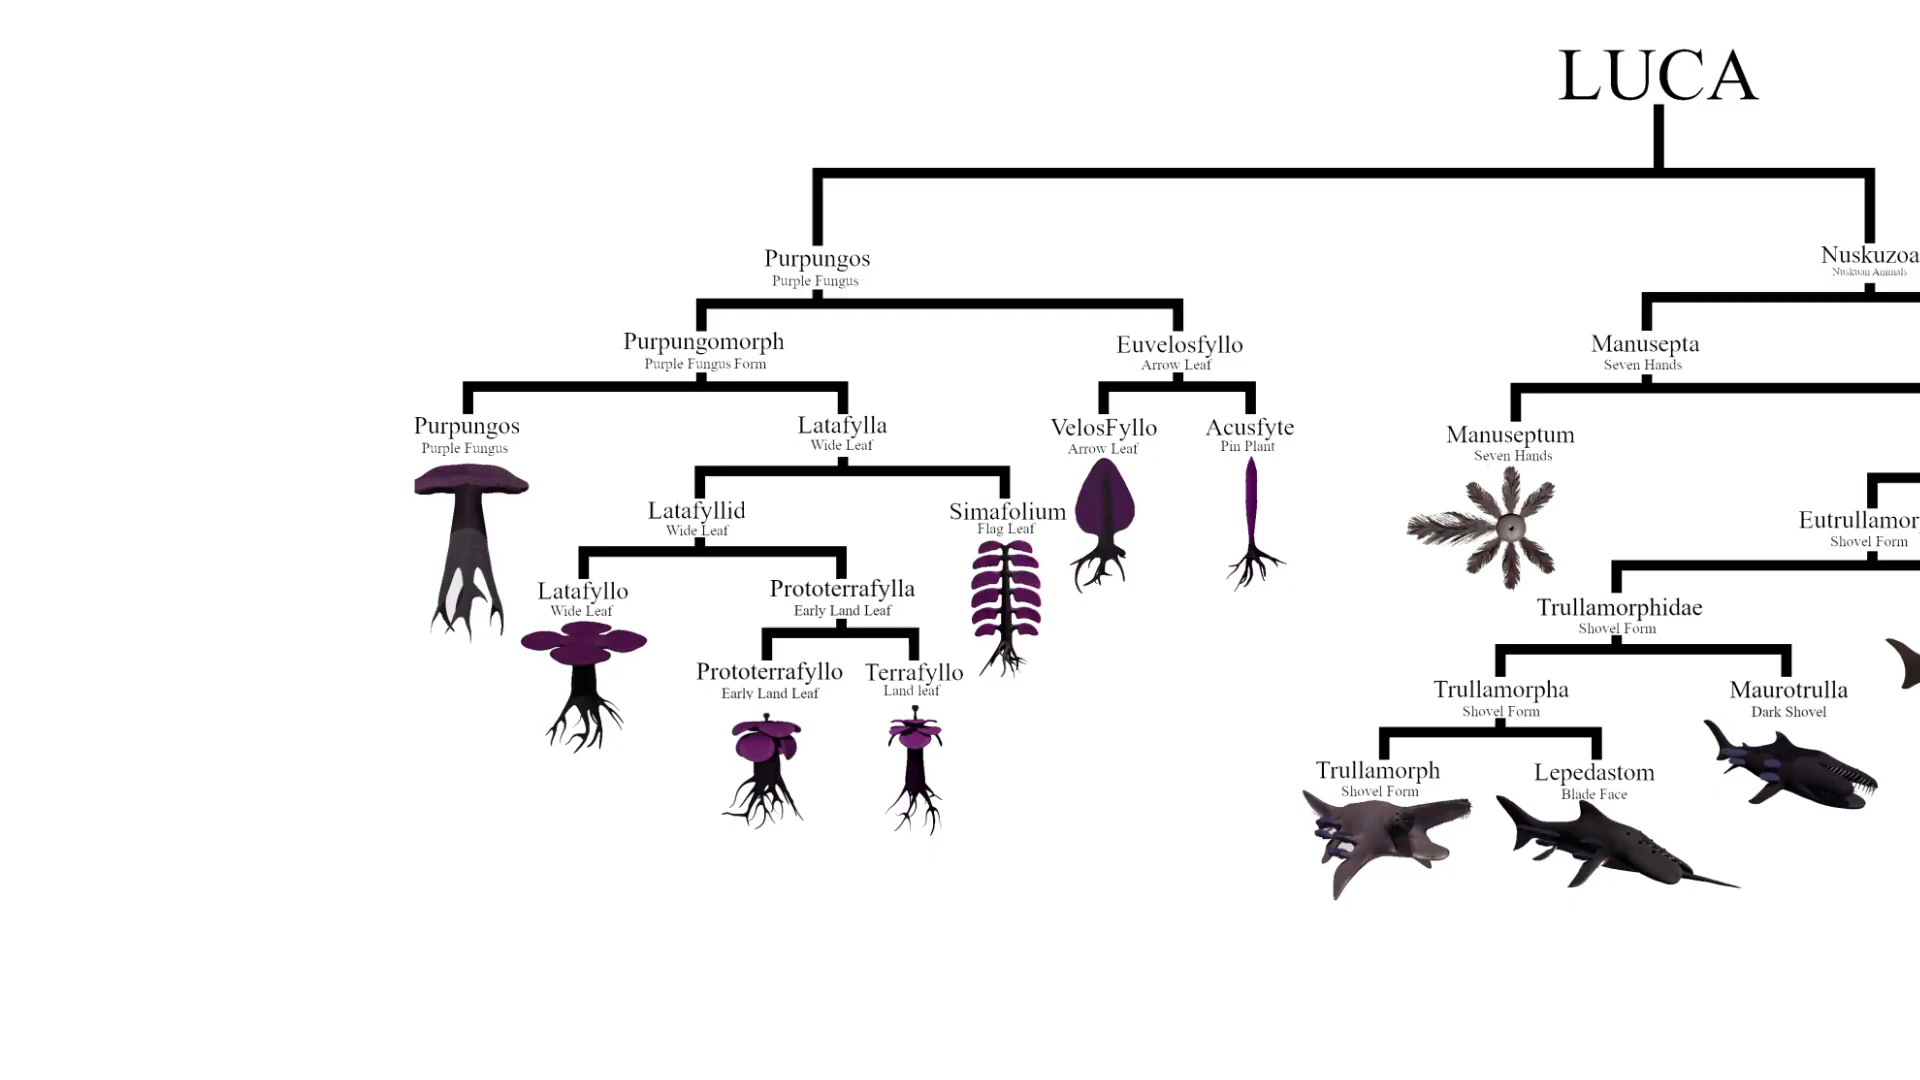 LUCA
Purpungos
Purple Fungus
Nuskuzoa
Nuskuan Animals
Purpungomorph
Purple Fungus Form
Euvelosfyllo
Arrow Leaf
Manusepta
Seven Hands
Purpungos
Purple Fungus
Latafylla
Wide Leaf
VelosFyllo
Arrow Leaf
Acusfyte
Pin Plant
Manuseptum
Seven Hands
Latafyllid
Wide Leaf
Simafolium
Flag Leaf
Eutrullamor
Shovel Form
Latafyllo
Wide Leaf
Prototerrafylla
Early Land Leaf
Trullamorphidae
Shovel Form
Prototerrafyllo
Early Land Leaf
Terrafyllo
Land leaf
Trullamorpha
Shovel Form
Maurotrulla
Dark Shovel
Trullamorph
Shovel Form
Lepedastom
Blade Face